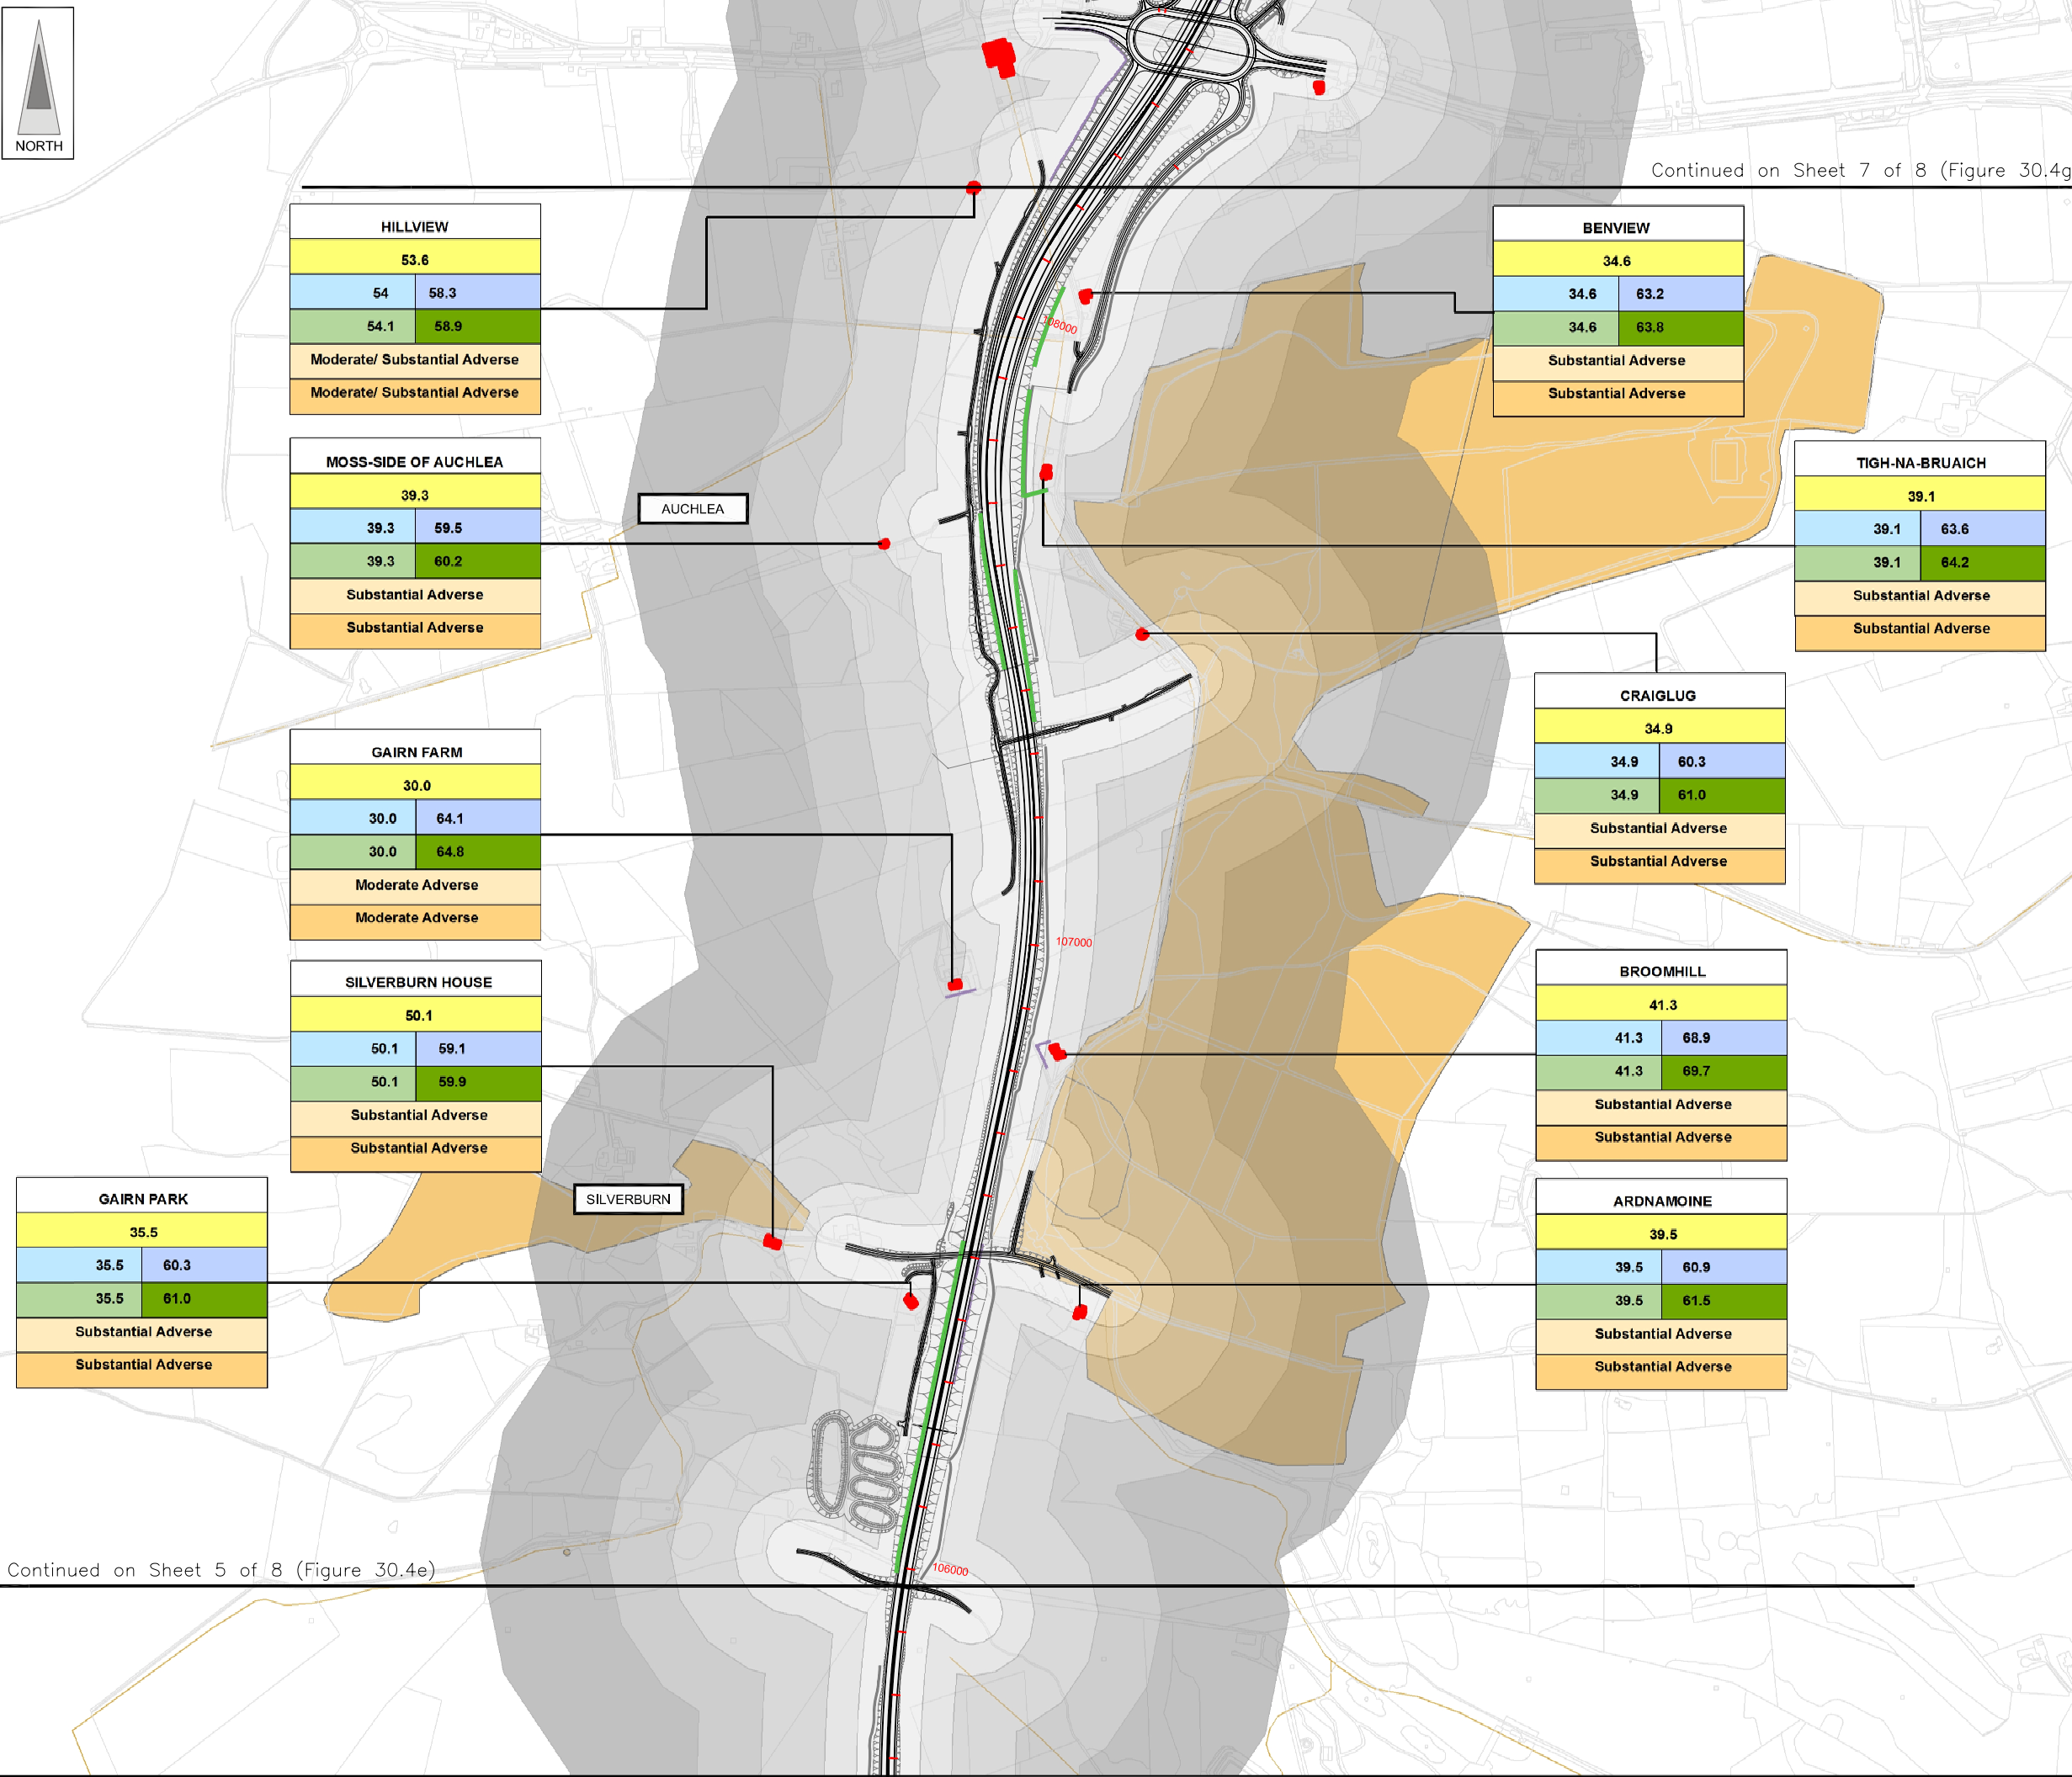 NORTH
Continued on Sheet 7 of 8 (Figure 30.4g
HILLVIEW
53.6
54 58.3
54.1 58.9
Moderate/ Substantial Adverse
Moderate/ Substantial Adverse
BENVIEW
34.6
34.6 63.2
34.6 63.8
Substantial Adverse
Substantial Adverse
108000
MOSS-SIDE OF AUCHLEA
39.3
39.3 59.5
39.3 60.2
Substantial Adverse
Substantial Adverse
AUCHLEA
TIGH-NA-BRUAICH
39.1
39.1 63.6
39.1 64.2
Substantial Adverse
Substantial Adverse
CRAIGLUG
34.9
34.9 60.3
34.9 61.0
Substantial Adverse
Substantial Adverse
GAIRN FARM
30.0
30.0 64.1
30.0 64.8
Moderate Adverse
Moderate Adverse
107000
SILVERBURN HOUSE
50.1
50.1 59.1
50.1 59.9
Substantial Adverse
Substantial Adverse
BROOMHILL
41.3
41.3 68.9
41.3 69.7
Substantial Adverse
Substantial Adverse
SILVERBURN
GAIRN PARK
35.5
35.5 60.3
35.5 61.0
Substantial Adverse
Substantial Adverse
ARDNAMOINE
39.5
39.5 60.9
39.5 61.5
Substantial Adverse
Substantial Adverse
Continued on Sheet 5 of 8 (Figure 30.4e)
106000